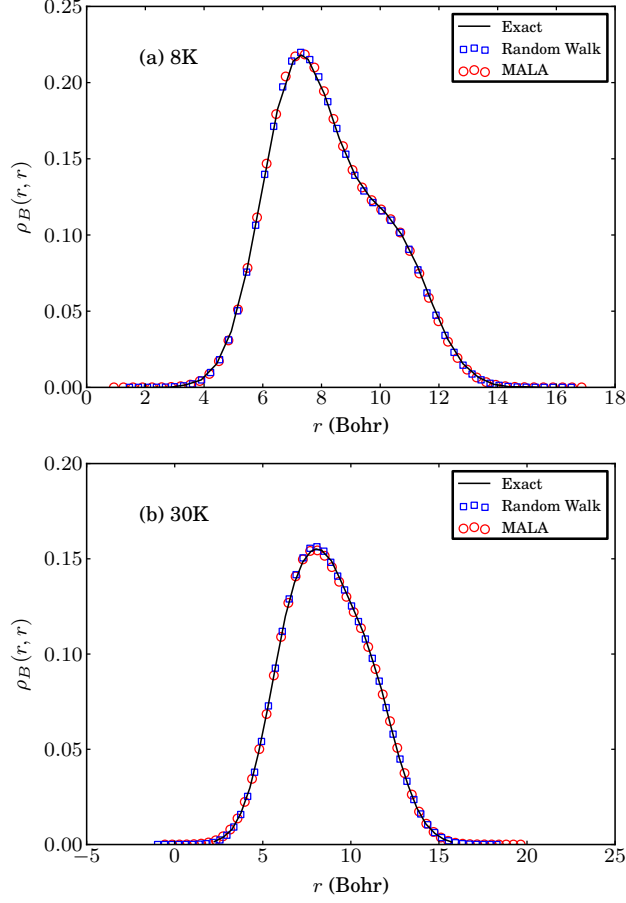 (a) 8K
Exact
Random Walk
MALA
0.25
0.20
0.15
0.10
0.05
0.00
ρ_B(r, r)
0 2 4 6 8 10 12 14 16 18
r (Bohr)
(b) 30K
Exact
Random Walk
MALA
0.20
0.15
0.10
0.05
0.00
ρ_B(r, r)
−5 0 5 10 15 20 25
r (Bohr)